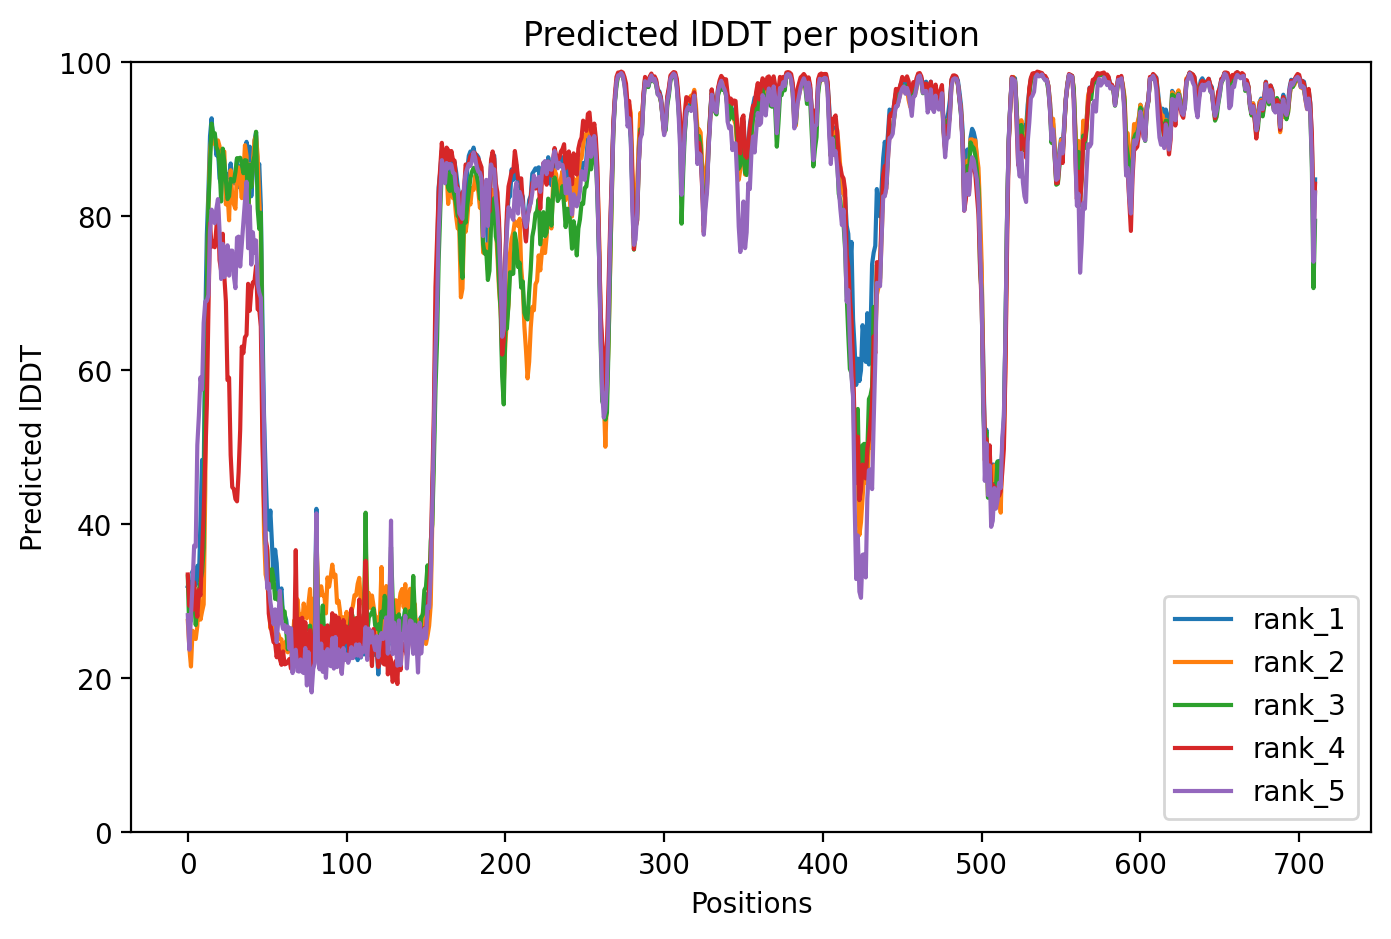 Predicted lDDT per position
100
80
60
40
20
0
Predicted lDDT
0 100 200 300 400 500 600 700
Positions
rank_1
rank_2
rank_3
rank_4
rank_5